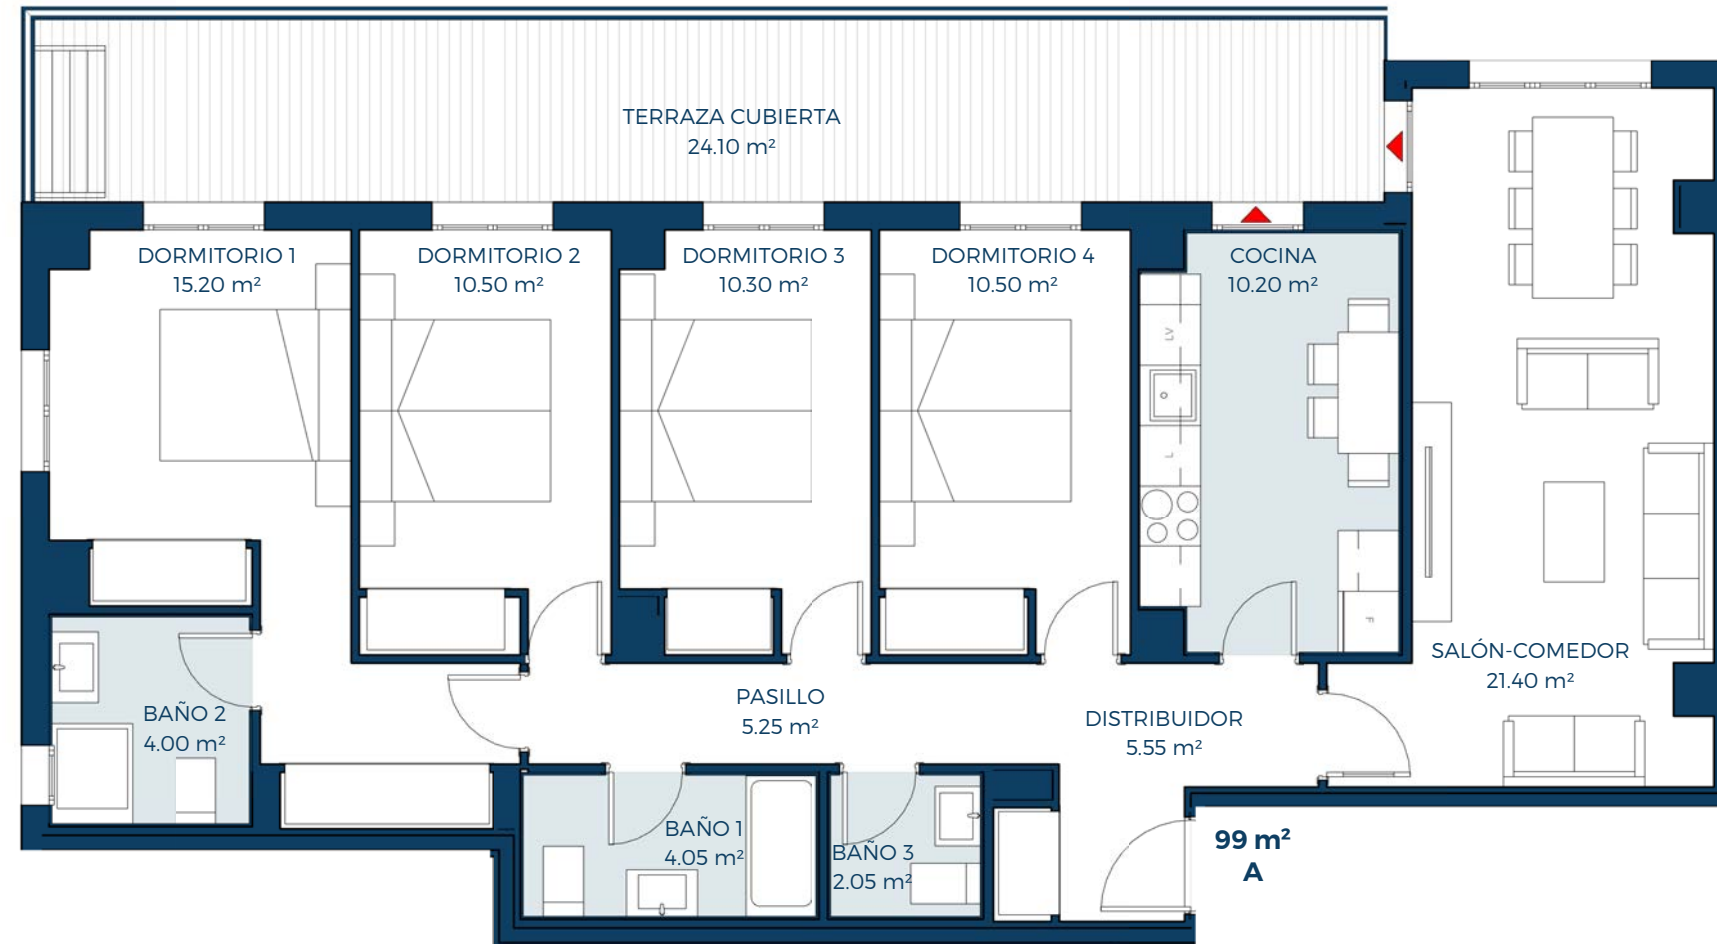 TERRAZA CUBIERTA
24.10 m²
DORMITORIO 1
15.20 m²
DORMITORIO 2
10.50 m²
DORMITORIO 3
10.30 m²
DORMITORIO 4
10.50 m²
COCINA
10.20 m²
LV
L
F
SALÓN-COMEDOR
21.40 m²
PASILLO
5.25 m²
DISTRIBUIDOR
5.55 m²
BAÑO 2
4.00 m²
BAÑO 1
4.05 m²
BAÑO 3
2.05 m²
99 m²
A